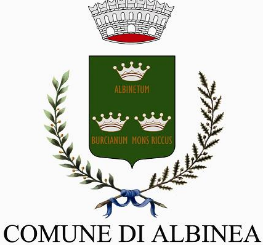 ALBINETUM
BURCIANUM MONS RICCUS
COMUNE DI ALBINEA